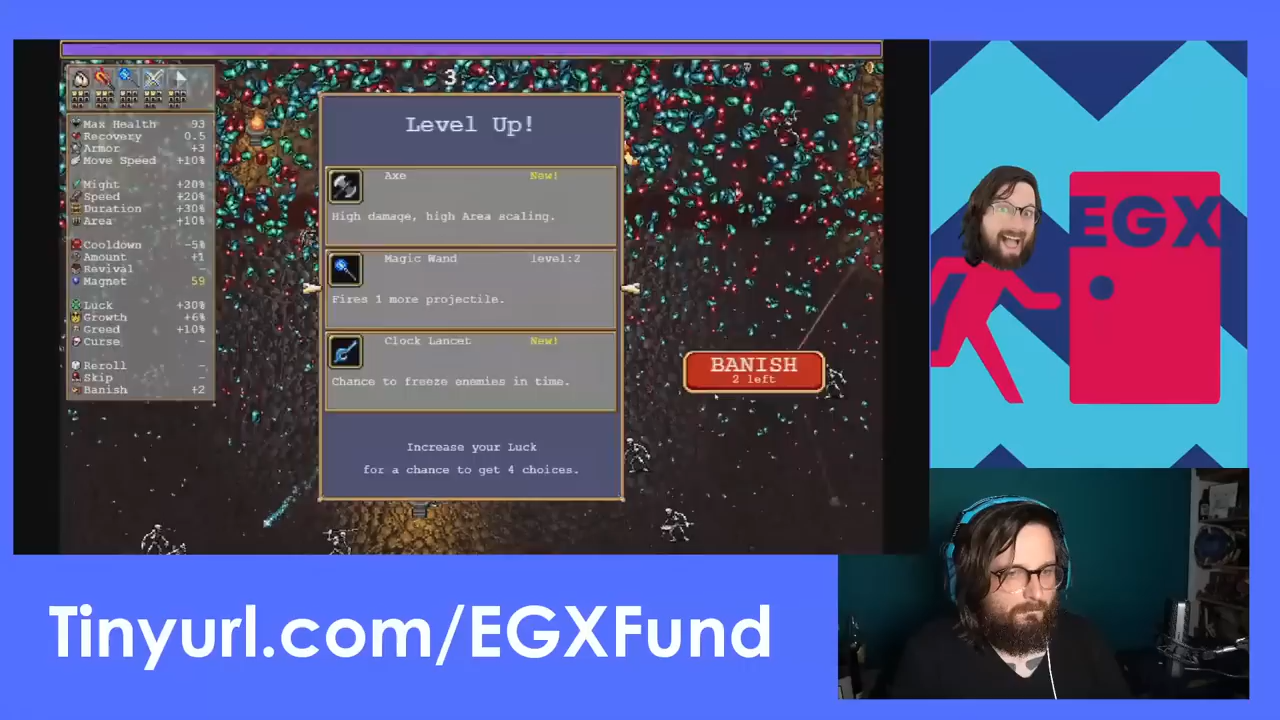 3
Level Up!
Max Health 93
Recovery 0.5
Armor +3
Move Speed +10%
Might +20%
Speed +20%
Duration +30%
Area +10%
Cooldown -5%
Amount +1
Revival -
Magnet 59
Luck +30%
Growth +6%
Greed +10%
Curse -
Reroll -
Skip -
Banish +2
Axe New!
High damage, high Area scaling.
Magic Wand level:2
Fires 1 more projectile.
Clock Lancet New!
Chance to freeze enemies in time.
Increase your Luck
for a chance to get 4 choices.
BANISH
2 left
EGX
Tinyurl.com/EGXFund